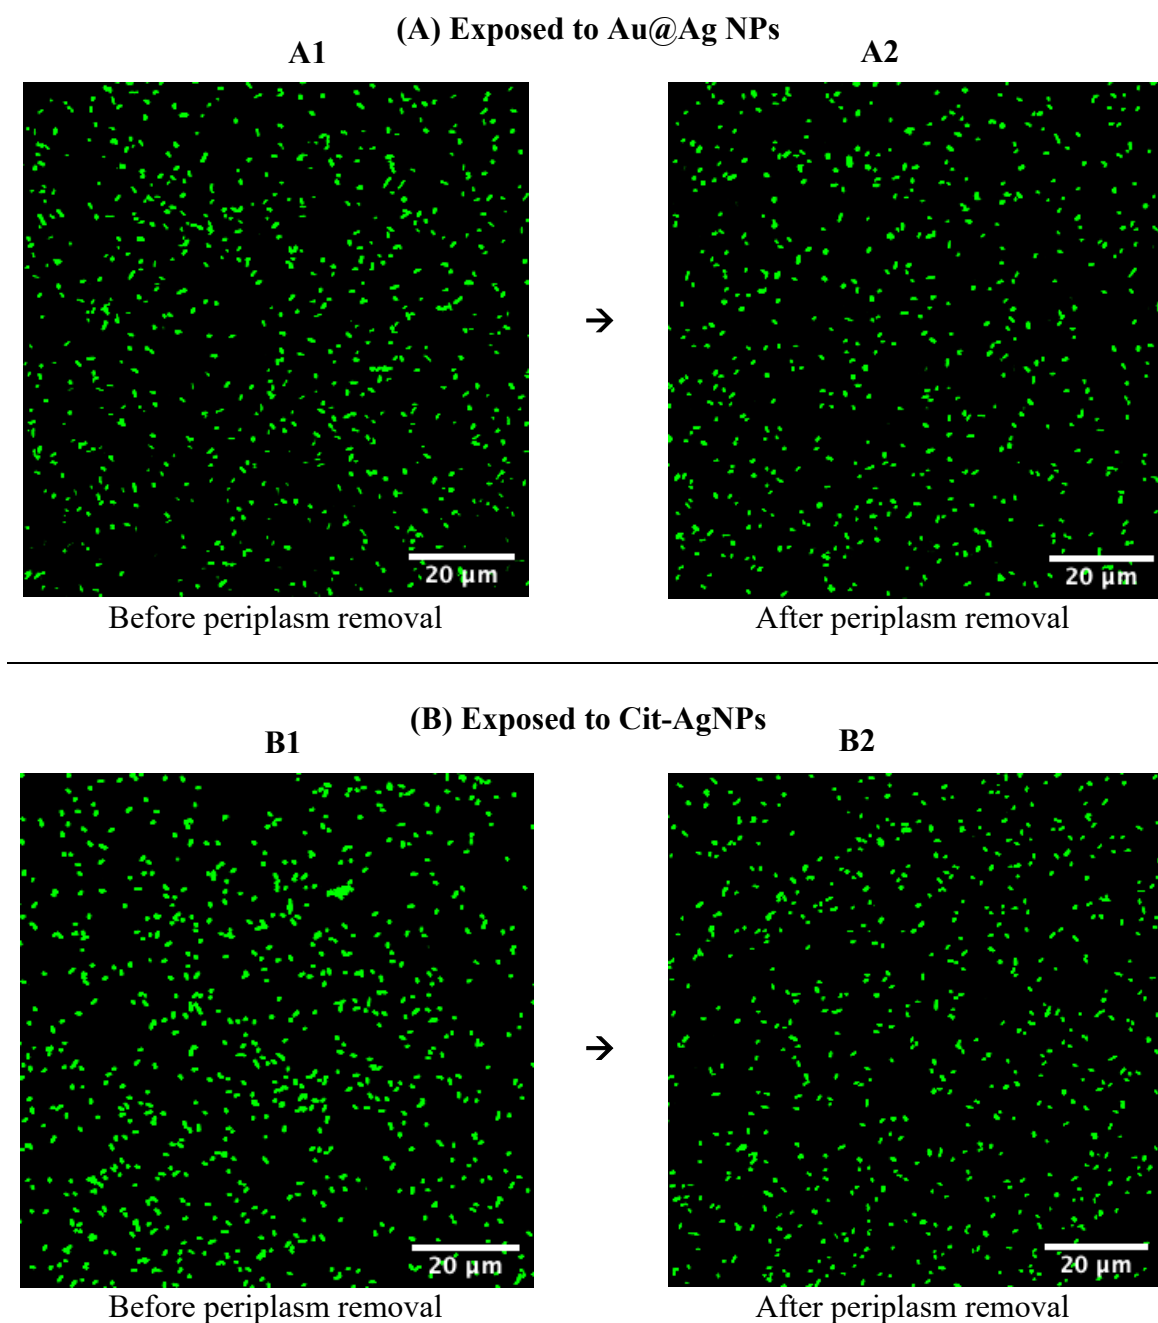 (A) Exposed to Au@Ag NPs
A1
A2
20 μm
→
20 μm
Before periplasm removal
After periplasm removal
(B) Exposed to Cit-AgNPs
B1
B2
20 μm
→
20 μm
Before periplasm removal
After periplasm removal